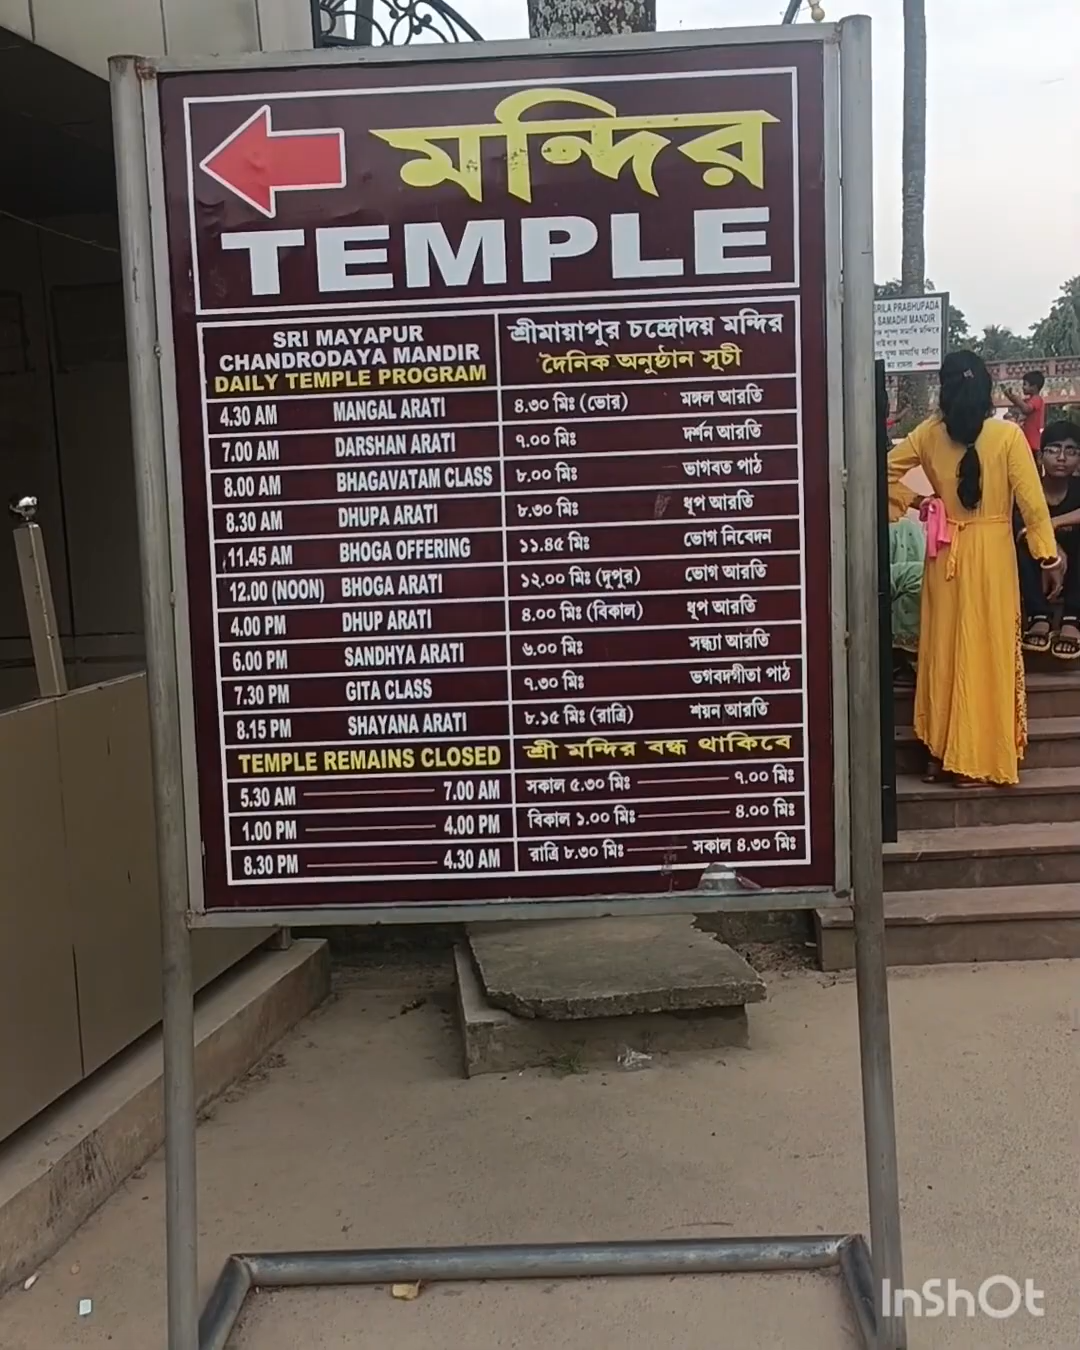 মন্দির
TEMPLE
SRI MAYAPUR
CHANDRODAYA MANDIR
DAILY TEMPLE PROGRAM
শ্রীমায়াপুর চন্দ্রোদয় মন্দির
দৈনিক অনুষ্ঠান সূচী
4.30 AM MANGAL ARATI ৪.৩০ মিঃ (ভোর) মঙ্গল আরতি
7.00 AM DARSHAN ARATI ৭.০০ মিঃ দর্শন আরতি
8.00 AM BHAGAVATAM CLASS ৮.০০ মিঃ ভাগবত পাঠ
8.30 AM DHUPA ARATI ৮.৩০ মিঃ ধূপ আরতি
11.45 AM BHOGA OFFERING ১১.৪৫ মিঃ ভোগ নিবেদন
12.00 (NOON) BHOGA ARATI ১২.০০ মিঃ (দুপুর) ভোগ আরতি
4.00 PM DHUP ARATI ৪.০০ মিঃ (বিকাল) ধূপ আরতি
6.00 PM SANDHYA ARATI ৬.০০ মিঃ সন্ধ্যা আরতি
7.30 PM GITA CLASS ৭.৩০ মিঃ ভগবদগীতা পাঠ
8.15 PM SHAYANA ARATI ৮.১৫ মিঃ (রাত্রি) শয়ন আরতি
TEMPLE REMAINS CLOSED শ্রী মন্দির বন্ধ থাকিবে
5.30 AM 7.00 AM সকাল ৫.৩০ মিঃ ৭.০০ মিঃ
1.00 PM 4.00 PM বিকাল ১.০০ মিঃ ৪.০০ মিঃ
8.30 PM 4.30 AM রাত্রি ৮.৩০ মিঃ সকাল ৪.৩০ মিঃ
SRILA PRABHUPADA
SAMADHI MANDIR
InShOt